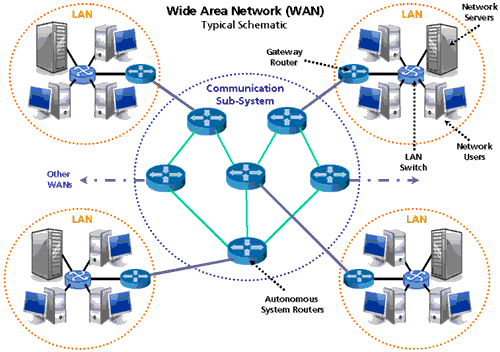 Wide Area Network (WAN)
Typical Schematic
LAN
LAN
Network
Servers
Gateway
Router
Communication
Sub-System
LAN
Switch
Network
Users
Other
WANs
LAN
LAN
Autonomous
System Routers